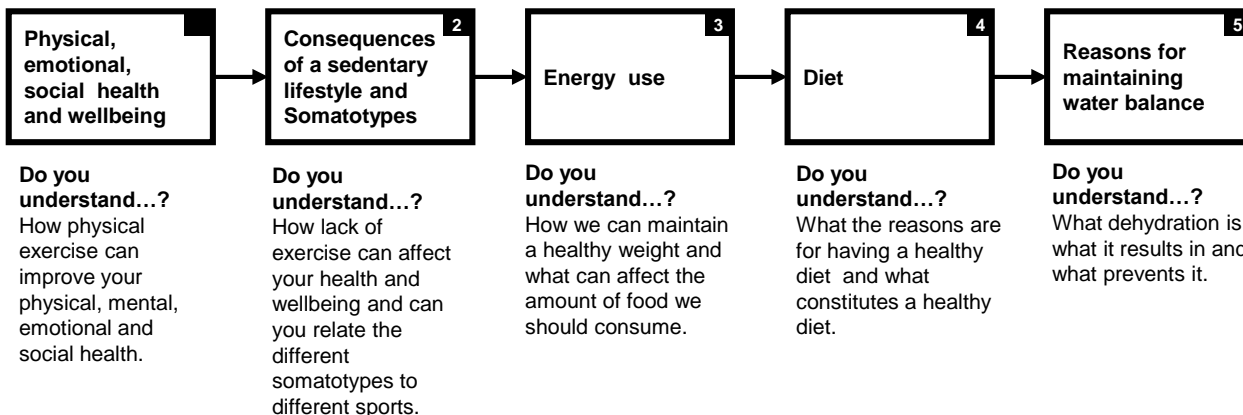 Physical,
emotional,
social health
and wellbeing
Do you
understand…?
How physical
exercise can
improve your
physical, mental,
emotional and
social health.
2
Consequences
of a sedentary
lifestyle and
Somatotypes
Do you
understand…?
How lack of
exercise can affect
your health and
wellbeing and can
you relate the
different
somatotypes to
different sports.
3
Energy use
Do you
understand…?
How we can maintain
a healthy weight and
what can affect the
amount of food we
should consume.
4
Diet
Do you
understand…?
What the reasons are
for having a healthy
diet and what
constitutes a healthy
diet.
5
Reasons for
maintaining
water balance
Do you
understand…?
What dehydration is
what it results in and
what prevents it.